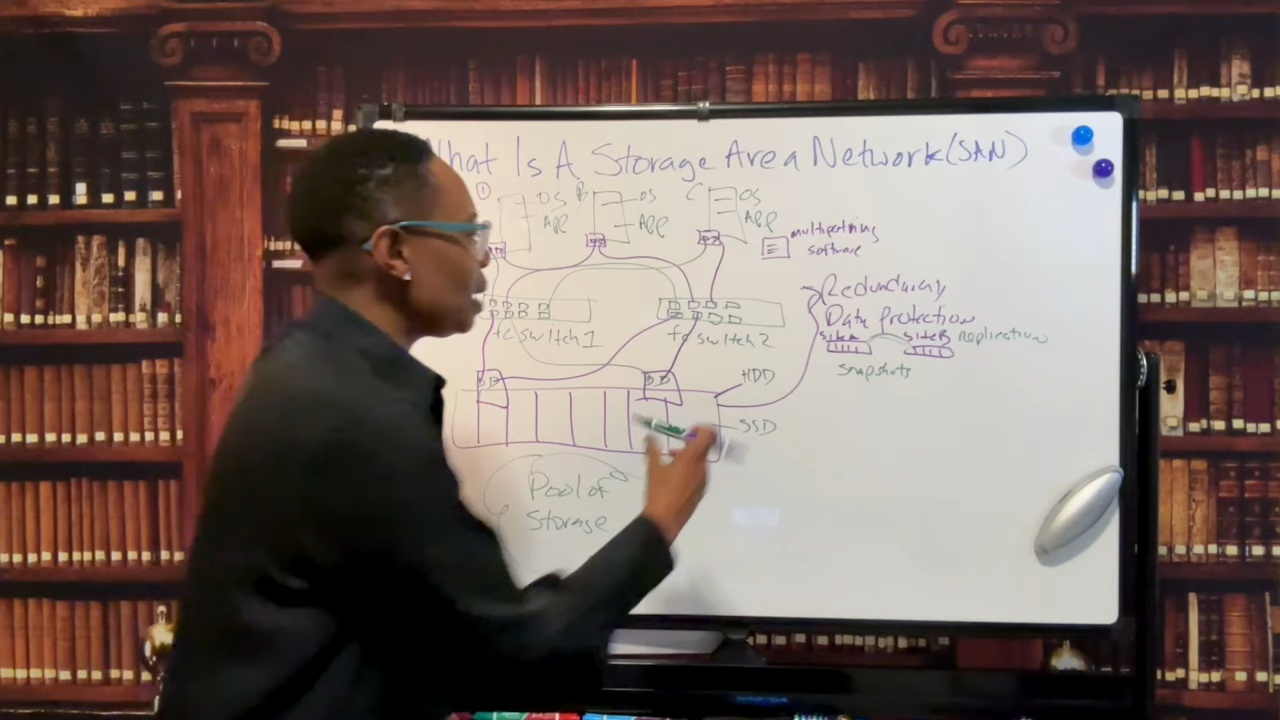 What Is A Storage Area Network (SAN)
1 OS B OS C OS
App App App
multipathing
software
Redundancy
Data Protection
fc switch 1 fc switch 2 Site A Site B replication
snapshots
HDD
SSD
Pool of
Storage